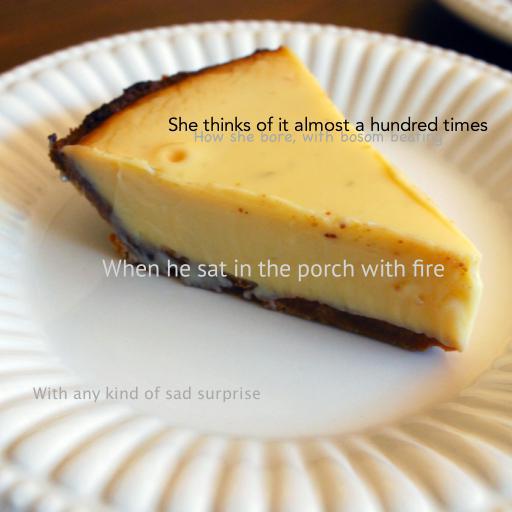 She thinks of it almost a hundred times
How she bore, with bosom beating
When he sat in the porch with fire
With any kind of sad surprise